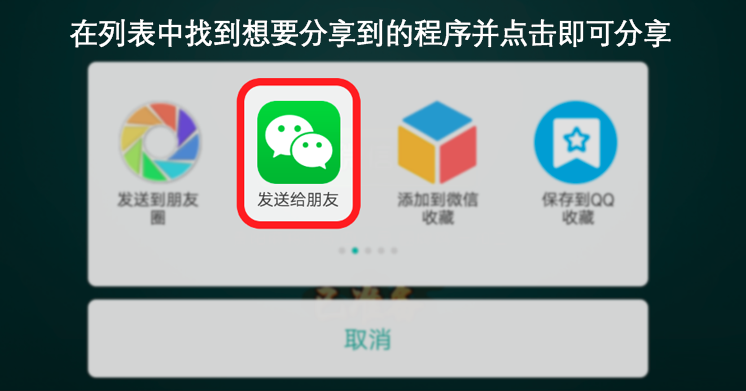 在列表中找到想要分享到的程序并点击即可分享
发送到朋友
圈
发送给朋友
添加到微信
收藏
保存到QQ
收藏
取消